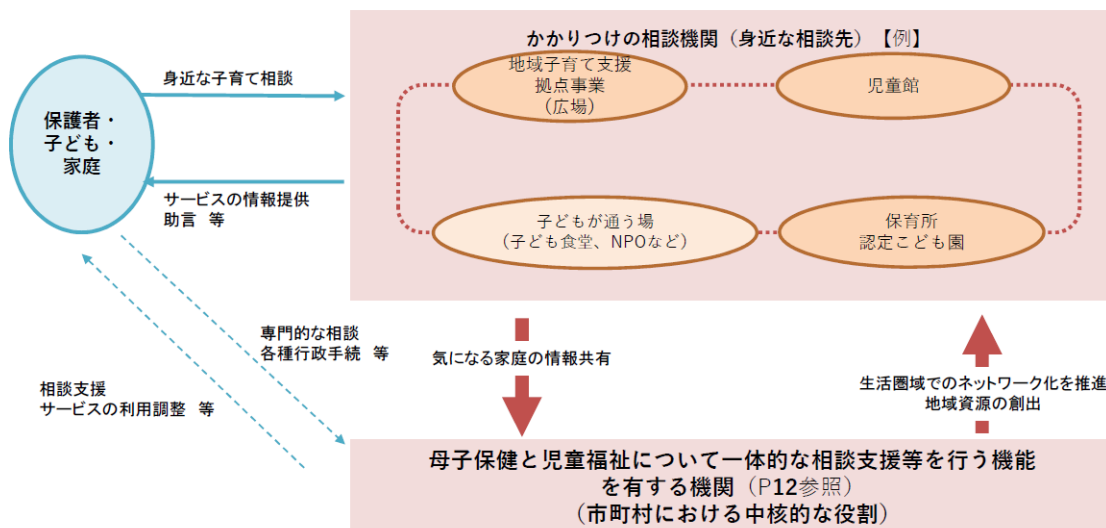 かかりつけの相談機関（身近な相談先）【例】
身近な子育て相談
地域子育て支援
拠点事業
（広場）
児童館
保護者・
子ども・
家庭
サービスの情報提供
助言　等
子どもが通う場
（子ども食堂、NPOなど）
保育所
認定こども園
専門的な相談
各種行政手続　等
気になる家庭の情報共有
相談支援
サービスの利用調整　等
生活圏域でのネットワーク化を推進
地域資源の創出
母子保健と児童福祉について一体的な相談支援等を行う機能
を有する機関（P12参照）
（市町村における中核的な役割）